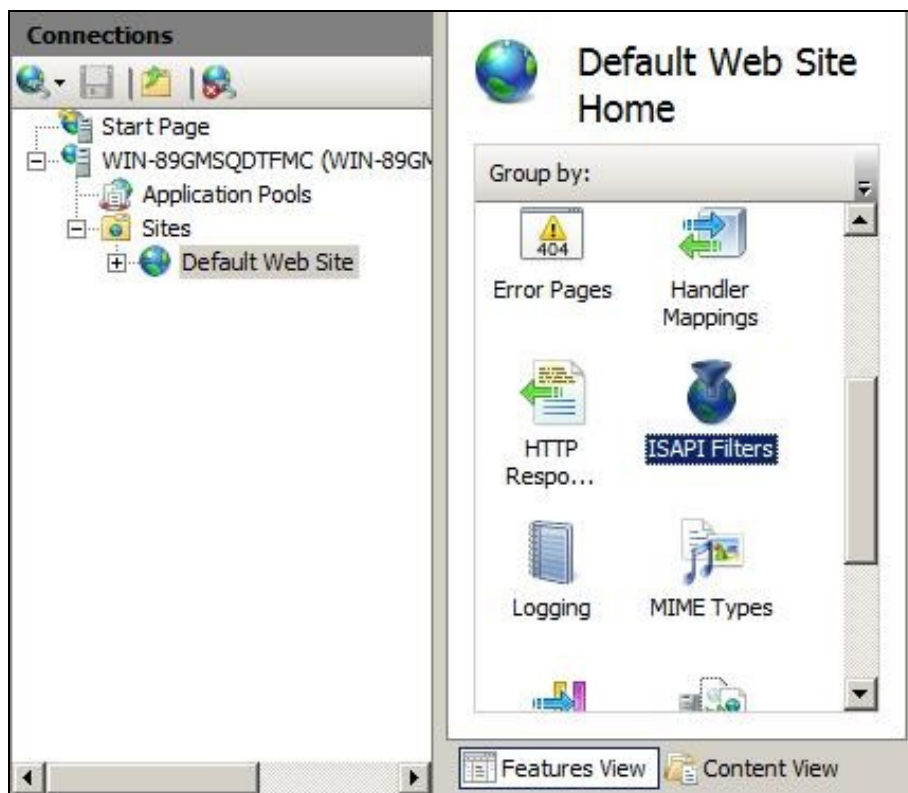 Connections
Start Page
WIN-89GMSQDTFMC (WIN-89GM
Application Pools
Sites
Default Web Site
Default Web Site
Home
Group by:
404
Error Pages
Handler
Mappings
HTTP
Respo...
ISAPI Filters
Logging
MIME Types
Features View
Content View